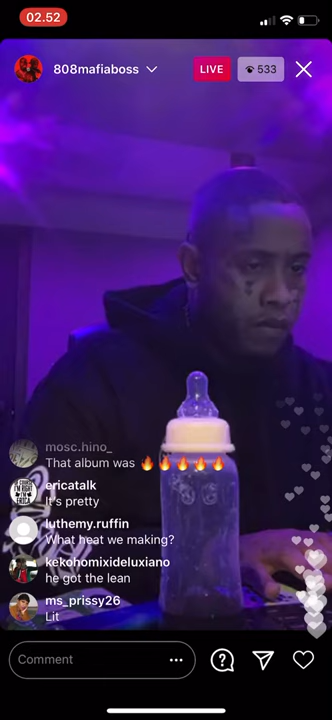 02.52
808mafiaboss
LIVE
533
mosc.hino_
That album was 🔥🔥🔥🔥🔥
ericatalk
It's pretty
luthemy.ruffin
What heat we making?
kekohomixideluxiano
he got the lean
ms_prissy26
Lit
Comment